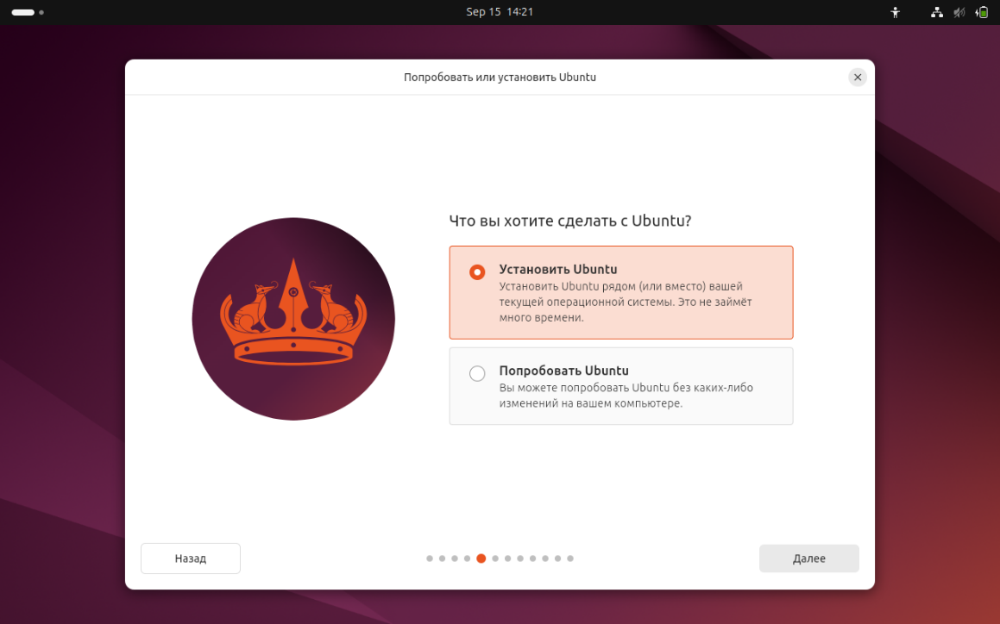 Sep 15 14:21
Попробовать или установить Ubuntu
Что вы хотите сделать с Ubuntu?
Установить Ubuntu
Установить Ubuntu рядом (или вместо) вашей
текущей операционной системы. Это не займёт
много времени.
Попробовать Ubuntu
Вы можете попробовать Ubuntu без каких-либо
изменений на вашем компьютере.
Назад
Далее